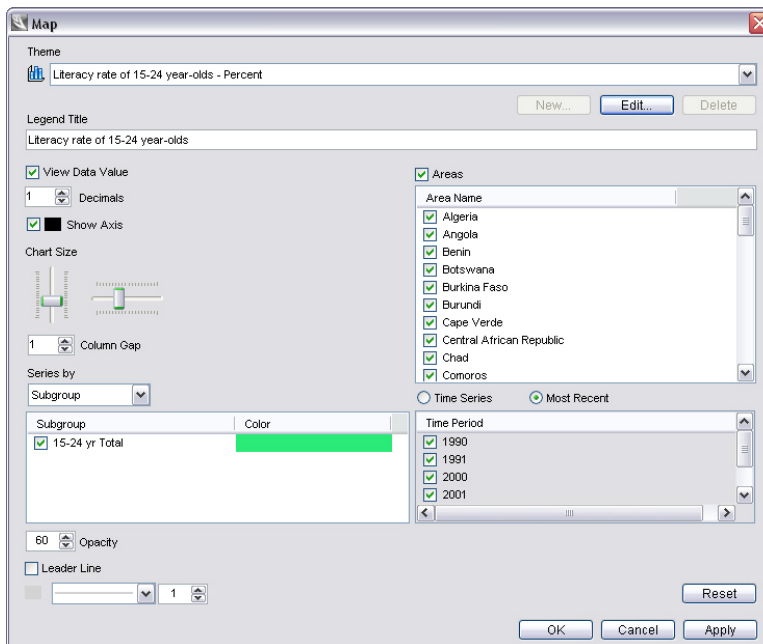 Map
Theme
Literacy rate of 15-24 year-olds - Percent
New...
Edit...
Delete
Legend Title
Literacy rate of 15-24 year-olds
View Data Value
1
Decimals
Show Axis
Chart Size
1
Column Gap
Series by
Subgroup
Subgroup
Color
15-24 yr Total
60
Opacity
Leader Line
1
Areas
Area Name
Algeria
Angola
Benin
Botswana
Burkina Faso
Burundi
Cape Verde
Central African Republic
Chad
Comoros
Time Series
Most Recent
Time Period
1990
1991
2000
2001
Reset
OK
Cancel
Apply